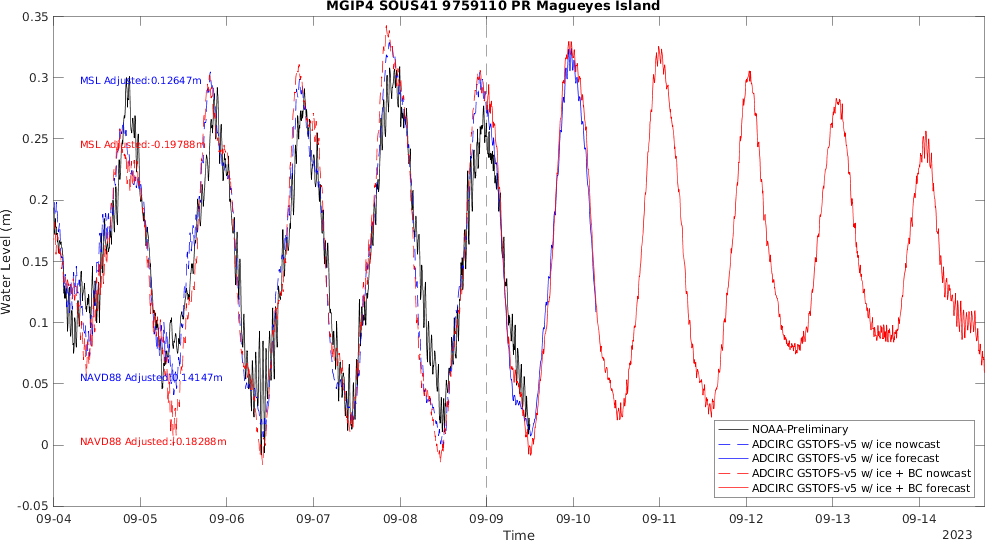 MGIP4 SOUS41 9759110 PR Magueyes Island
0.35
0.3
0.25
0.2
0.15
0.1
0.05
0
-0.05
Water Level (m)
MSL Adjusted:0.12647m
MSL Adjusted:-0.19788m
NAVD88 Adjusted:0.14147m
NAVD88 Adjusted:-0.18288m
NOAA-Preliminary
ADCIRC GSTOFS-v5 w/ ice nowcast
ADCIRC GSTOFS-v5 w/ ice forecast
ADCIRC GSTOFS-v5 w/ ice + BC nowcast
ADCIRC GSTOFS-v5 w/ ice + BC forecast
09-04 09-05 09-06 09-07 09-08 09-09 09-10 09-11 09-12 09-13 09-14
Time
2023